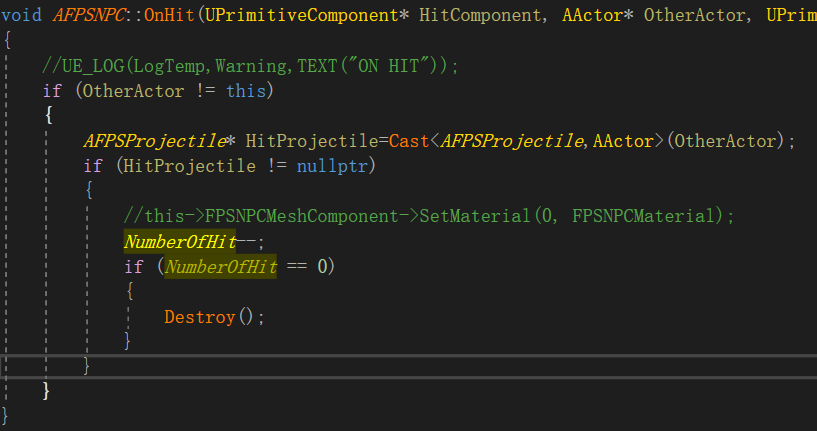 void AFPSNPC::OnHit(UPrimitiveComponent* HitComponent, AActor* OtherActor, UPrim
{
//UE_LOG(LogTemp,Warning,TEXT("ON HIT"));
if (OtherActor != this)
{
AFPSProjectile* HitProjectile=Cast<AFPSProjectile,AActor>(OtherActor);
if (HitProjectile != nullptr)
{
//this->FPSNPCMeshComponent->SetMaterial(0, FPSNPCMaterial);
NumberOfHit--;
if (NumberOfHit == 0)
{
Destroy();
}
}
}
}